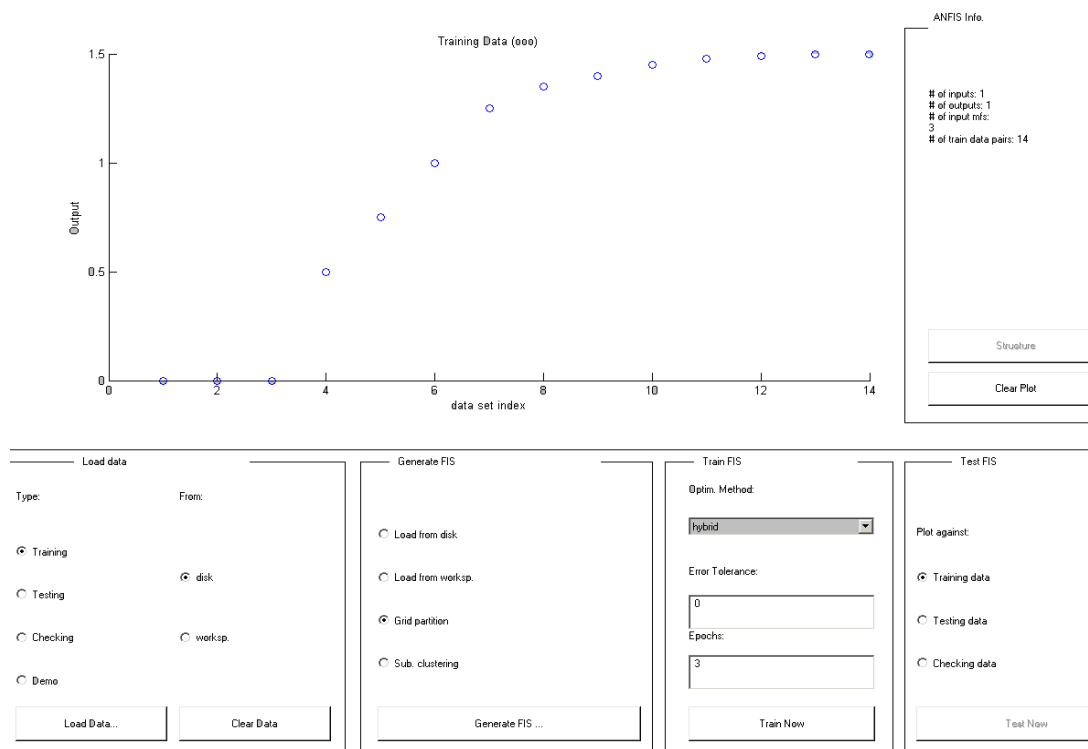 Training Data (ooo)
1.5
1
0.5
0
Output
0
2
4
6
8
10
12
14
data set index
ANFIS Info.
# of inputs: 1
# of outputs: 1
# of input mfs:
3
# of train data pairs: 14
Structure
Clear Plot
Load data
Type:
From:
Training
Testing
Checking
Demo
disk
worksp.
Load Data...
Clear Data
Generate FIS
Load from disk
Load from worksp.
Grid partition
Sub. clustering
Generate FIS ...
Train FIS
Optim. Method:
hybrid
Error Tolerance:
0
Epochs:
3
Train Now
Test FIS
Plot against:
Training data
Testing data
Checking data
Test Now